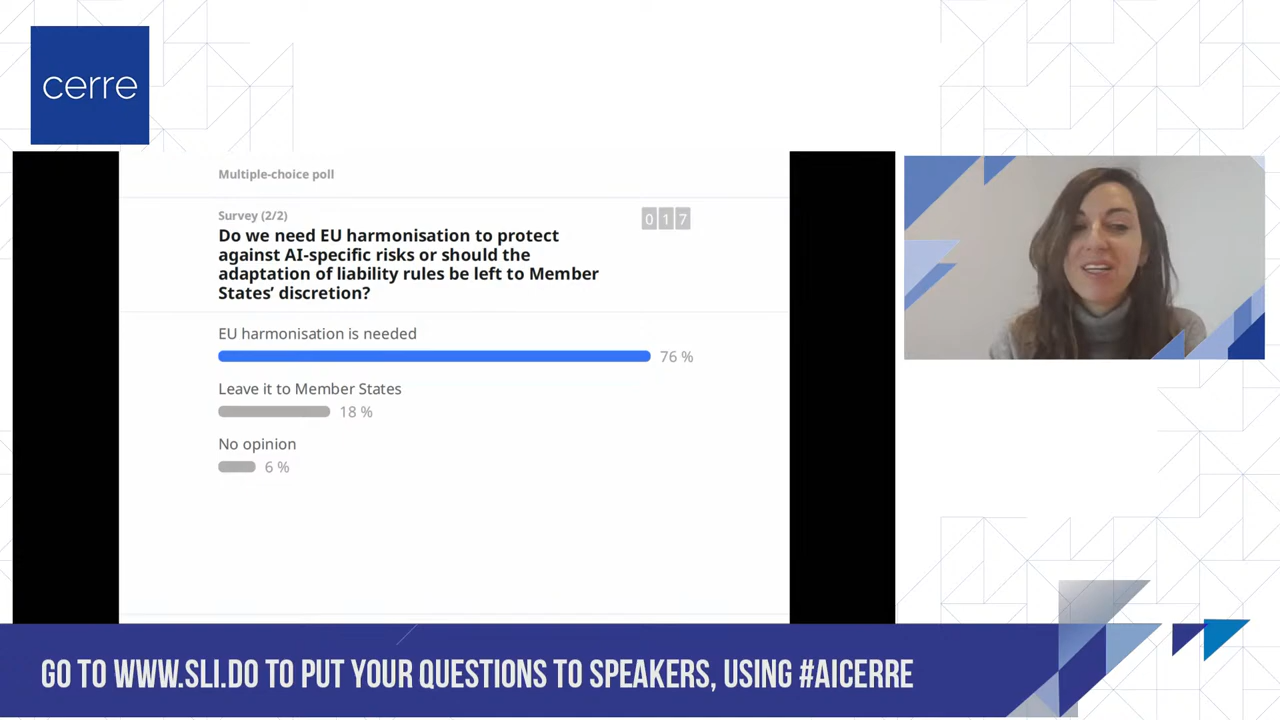 cerre
Multiple-choice poll
Survey (2/2)
017
Do we need EU harmonisation to protect
against AI-specific risks or should the
adaptation of liability rules be left to Member
States’ discretion?
EU harmonisation is needed
76 %
Leave it to Member States
18 %
No opinion
6 %
GO TO WWW.SLI.DO TO PUT YOUR QUESTIONS TO SPEAKERS, USING #AICERRE